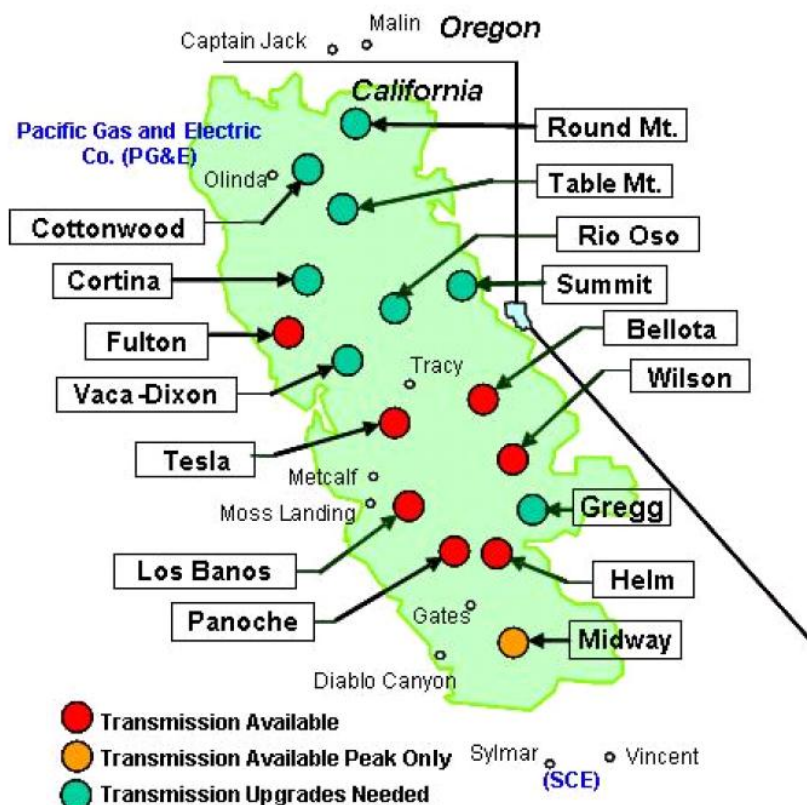 Malin
Captain Jack
Oregon
California
Pacific Gas and Electric
Co. (PG&E)
Round Mt.
Olinda
Table Mt.
Cottonwood
Rio Oso
Cortina
Summit
Fulton
Bellota
Vaca-Dixon
Tracy
Wilson
Tesla
Metcalf
Moss Landing
Gregg
Los Banos
Helm
Panoche
Gates
Midway
Diablo Canyon
Transmission Available
Transmission Available Peak Only
Sylmar
Vincent
(SCE)
Transmission Upgrades Needed